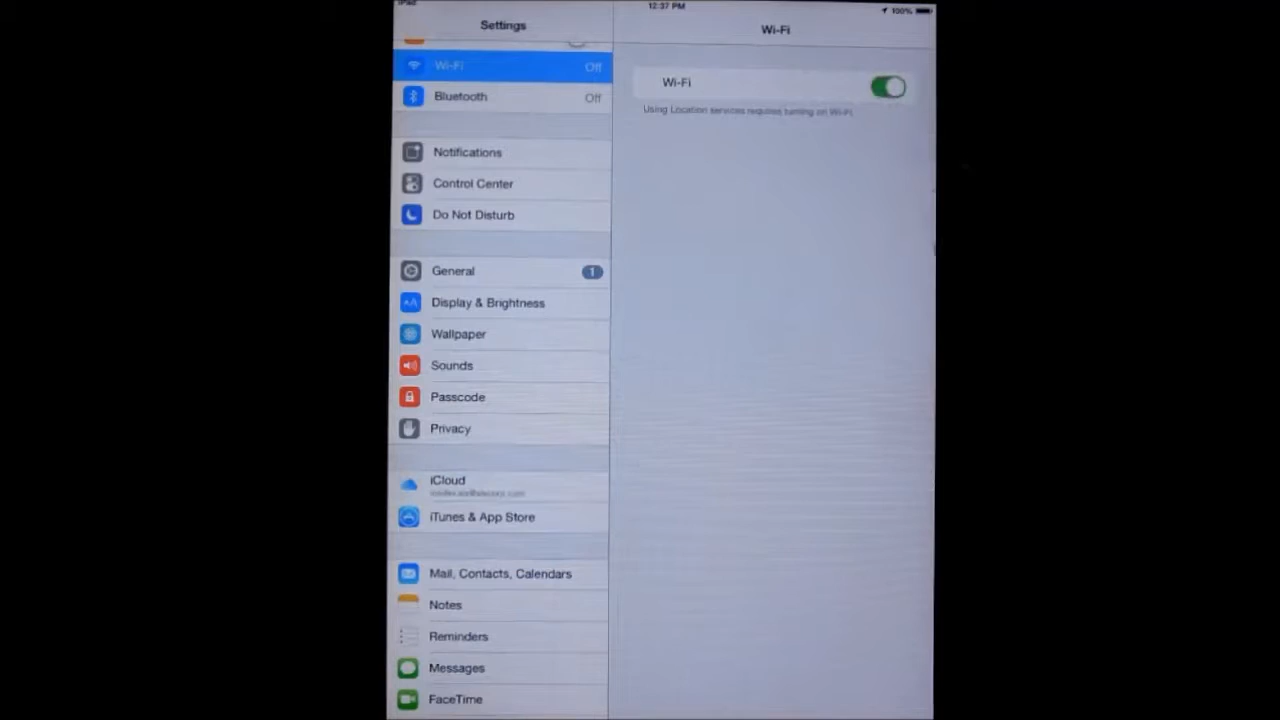 iPad
12:37 PM
100%
Settings
Wi-Fi
Wi-Fi
Off
Bluetooth
Off
Notifications
Control Center
Do Not Disturb
General
1
Display & Brightness
Wallpaper
Sounds
Passcode
Privacy
iCloud
iTunes & App Store
Mail, Contacts, Calendars
Notes
Reminders
Messages
FaceTime
Wi-Fi
Using Location services requires turning on Wi-Fi.